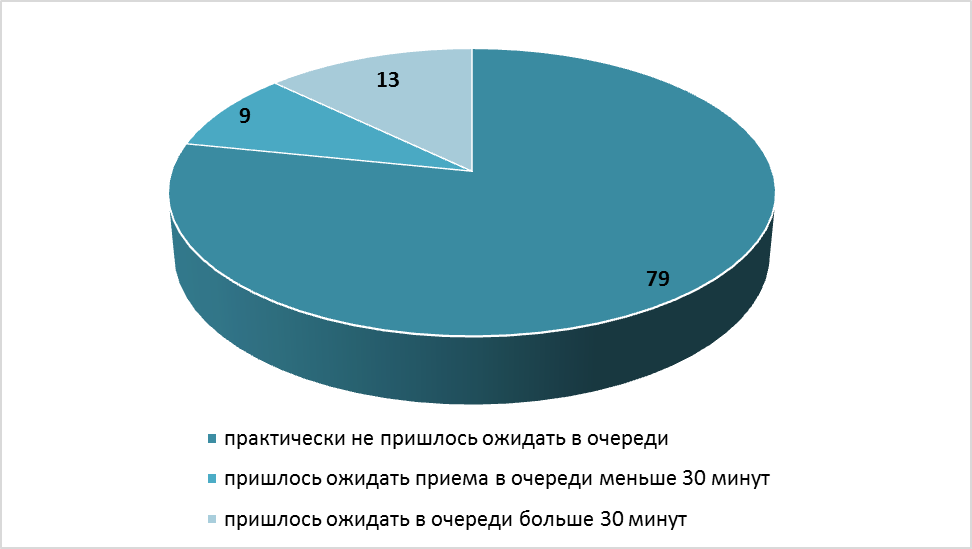 13
9
79
практически не пришлось ожидать в очереди
пришлось ожидать приема в очереди меньше 30 минут
пришлось ожидать в очереди больше 30 минут